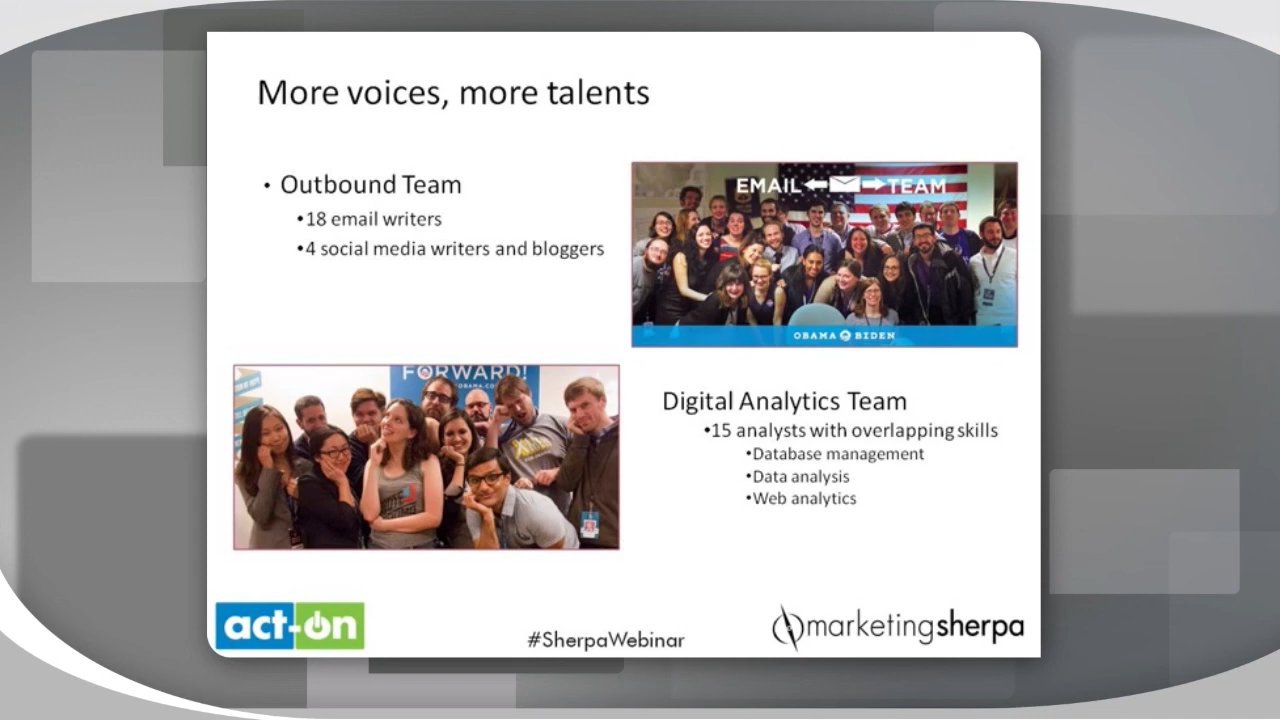 More voices, more talents
• Outbound Team
•18 email writers
•4 social media writers and bloggers
EMAIL TEAM
OBAMA BIDEN
FORWARD!
Digital Analytics Team
•15 analysts with overlapping skills
•Database management
•Data analysis
•Web analytics
act-on
#SherpaWebinar
marketingsherpa